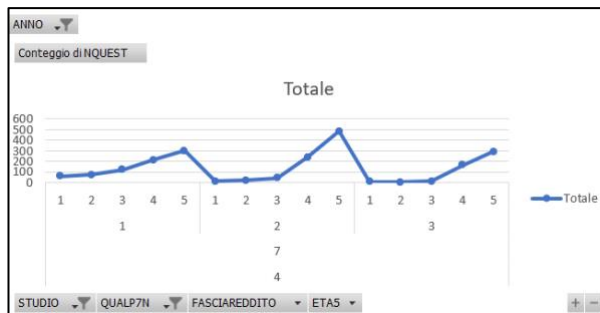 ANNO
Conteggio di NQUEST
Totale
600
500
400
300
200
100
0
1 2 3 4 5 1 2 3 4 5 1 2 3 4 5
1 2 3
7
4
Totale
STUDIO QUALP7N FASCIAREDDITO ETA5
+ −